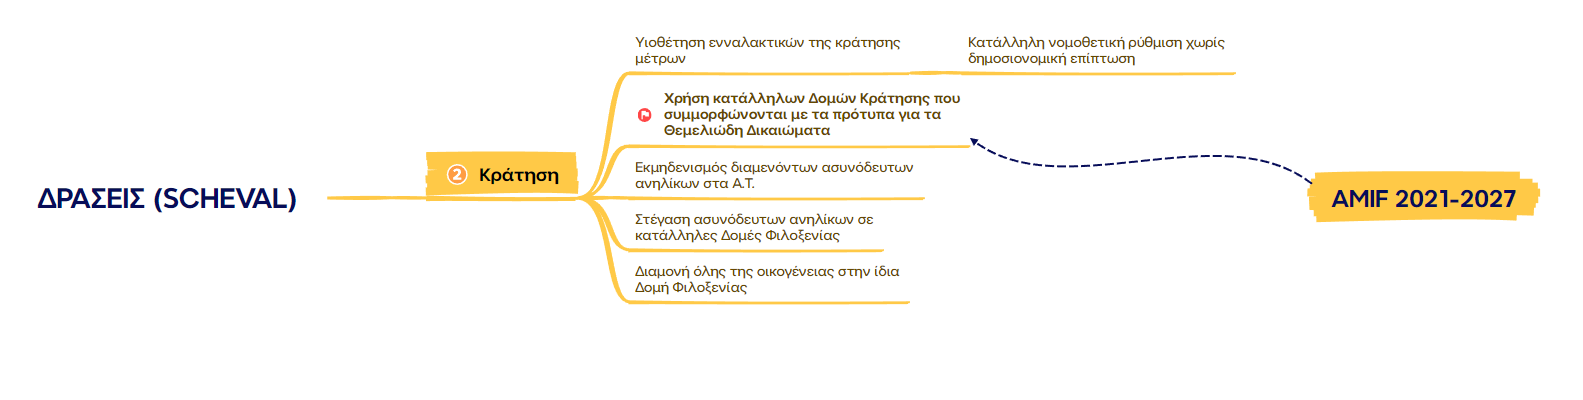 ΔΡΑΣΕΙΣ (SCHEVAL)
2 Κράτηση
Υιοθέτηση ενναλακτικών της κράτησης
μέτρων
Κατάλληλη νομοθετική ρύθμιση χωρίς
δημοσιονομική επίπτωση
Χρήση κατάλληλων Δομών Κράτησης που
συμμορφώνονται με τα πρότυπα για τα
Θεμελιώδη Δικαιώματα
Εκμηδενισμός διαμενόντων ασυνόδευτων
ανηλίκων στα Α.Τ.
Στέγαση ασυνόδευτων ανηλίκων σε
κατάλληλες Δομές Φιλοξενίας
Διαμονή όλης της οικογένειας στην ίδια
Δομή Φιλοξενίας
AMIF 2021-2027